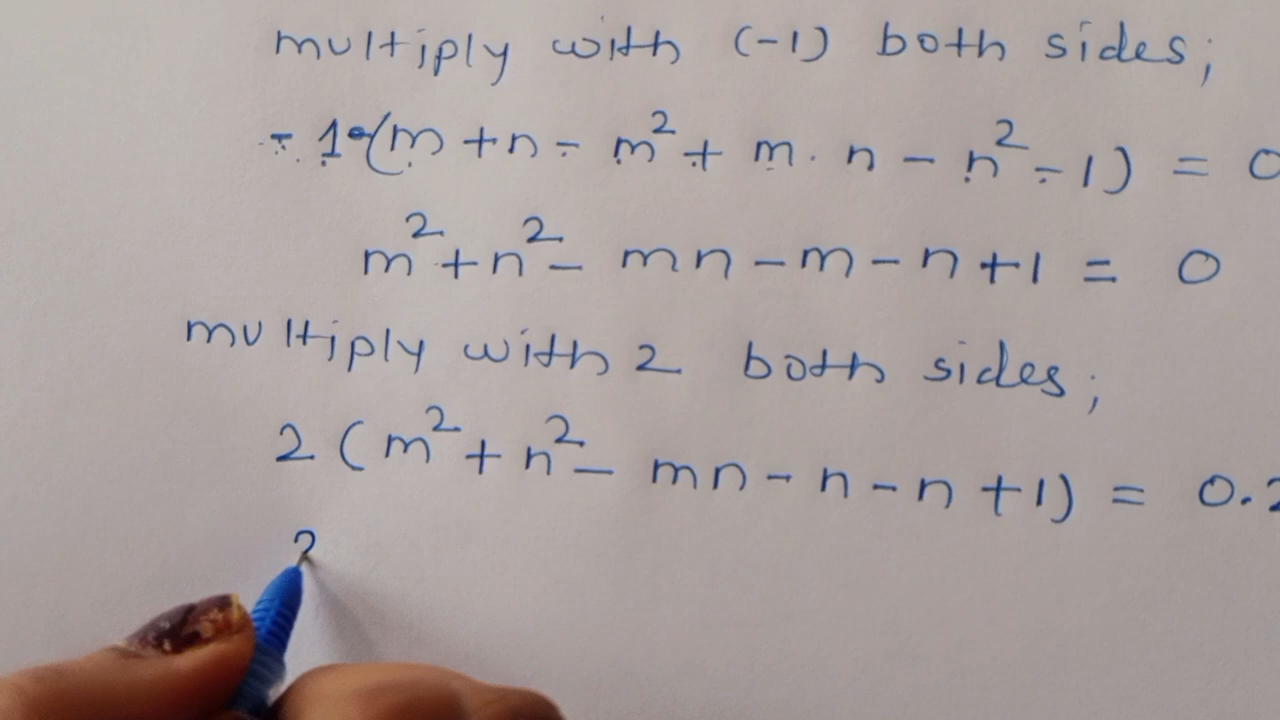 multiply with (-1) both sides;
- 1•(m + n - m² + m . n - n² - 1) = 0
m² + n² - mn - m - n + 1 = 0
multiply with 2 both sides;
2 (m² + n² - mn - n - n + 1) = 0.2
2